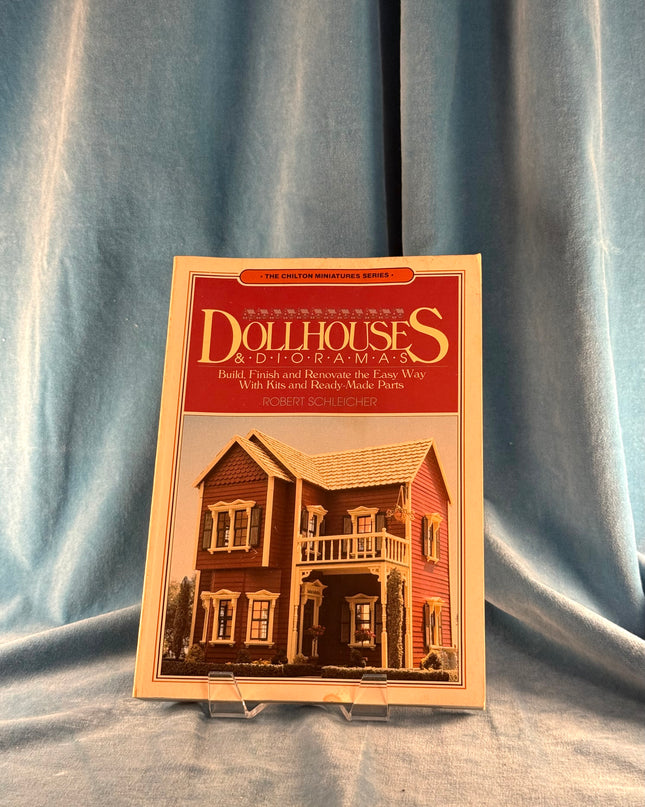 · THE CHILTON MINIATURES SERIES ·
DOLLHOUSES
& · D · I · O · R · A · M · A · S
Build, Finish and Renovate the Easy Way
With Kits and Ready-Made Parts
ROBERT SCHLEICHER